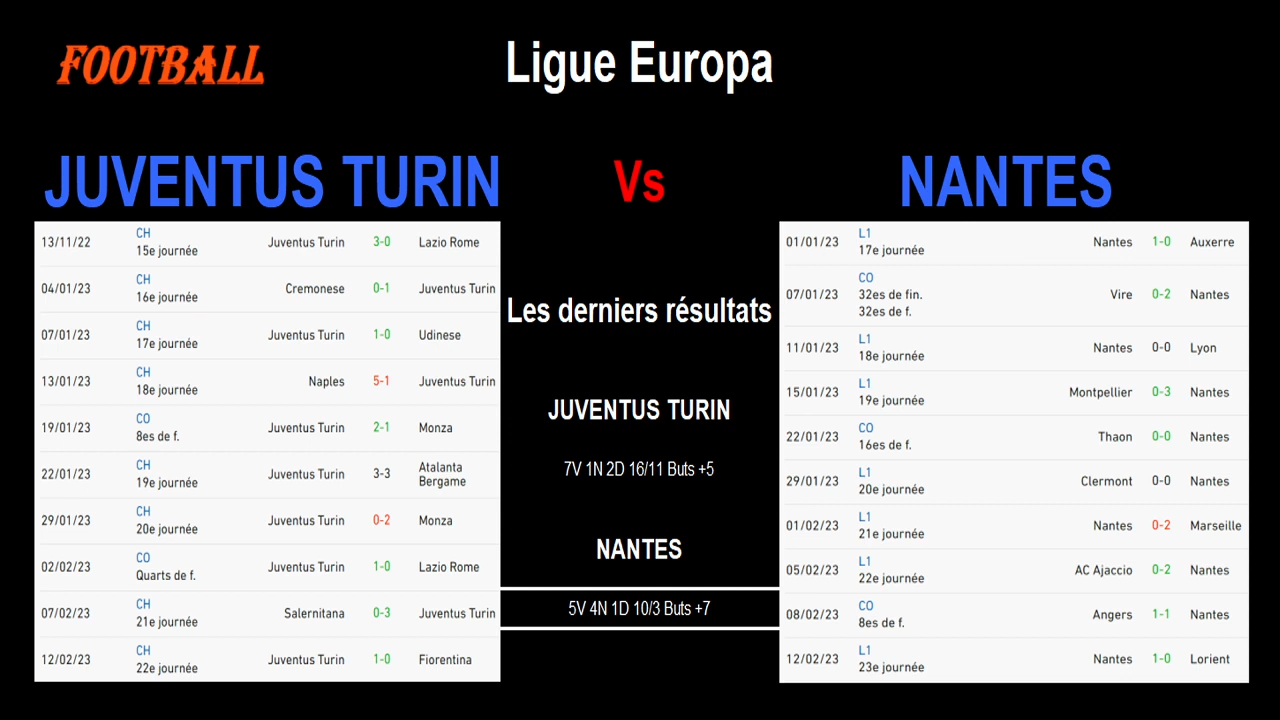 FOOTBALL
Ligue Europa
JUVENTUS TURIN
Vs
NANTES
13/11/22 CH 15e journée Juventus Turin 3-0 Lazio Rome
04/01/23 CH 16e journée Cremonese 0-1 Juventus Turin
07/01/23 CH 17e journée Juventus Turin 1-0 Udinese
13/01/23 CH 18e journée Naples 5-1 Juventus Turin
19/01/23 CO 8es de f. Juventus Turin 2-1 Monza
22/01/23 CH 19e journée Juventus Turin 3-3 Atalanta Bergame
29/01/23 CH 20e journée Juventus Turin 0-2 Monza
02/02/23 CO Quarts de f. Juventus Turin 1-0 Lazio Rome
07/02/23 CH 21e journée Salernitana 0-3 Juventus Turin
12/02/23 CH 22e journée Juventus Turin 1-0 Fiorentina
Les derniers résultats
JUVENTUS TURIN
7V 1N 2D 16/11 Buts +5
NANTES
5V 4N 1D 10/3 Buts +7
01/01/23 L1 17e journée Nantes 1-0 Auxerre
07/01/23 CO 32es de fin. 32es de f. Vire 0-2 Nantes
11/01/23 L1 18e journée Nantes 0-0 Lyon
15/01/23 L1 19e journée Montpellier 0-3 Nantes
22/01/23 CO 16es de f. Thaon 0-0 Nantes
29/01/23 L1 20e journée Clermont 0-0 Nantes
01/02/23 L1 21e journée Nantes 0-2 Marseille
05/02/23 L1 22e journée AC Ajaccio 0-2 Nantes
08/02/23 CO 8es de f. Angers 1-1 Nantes
12/02/23 L1 23e journée Nantes 1-0 Lorient